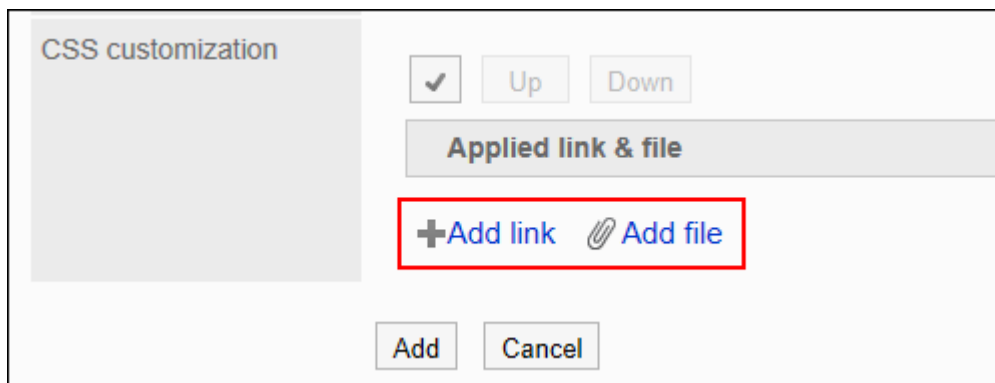 CSS customization
Up Down
Applied link & file
Add link Add file
Add Cancel